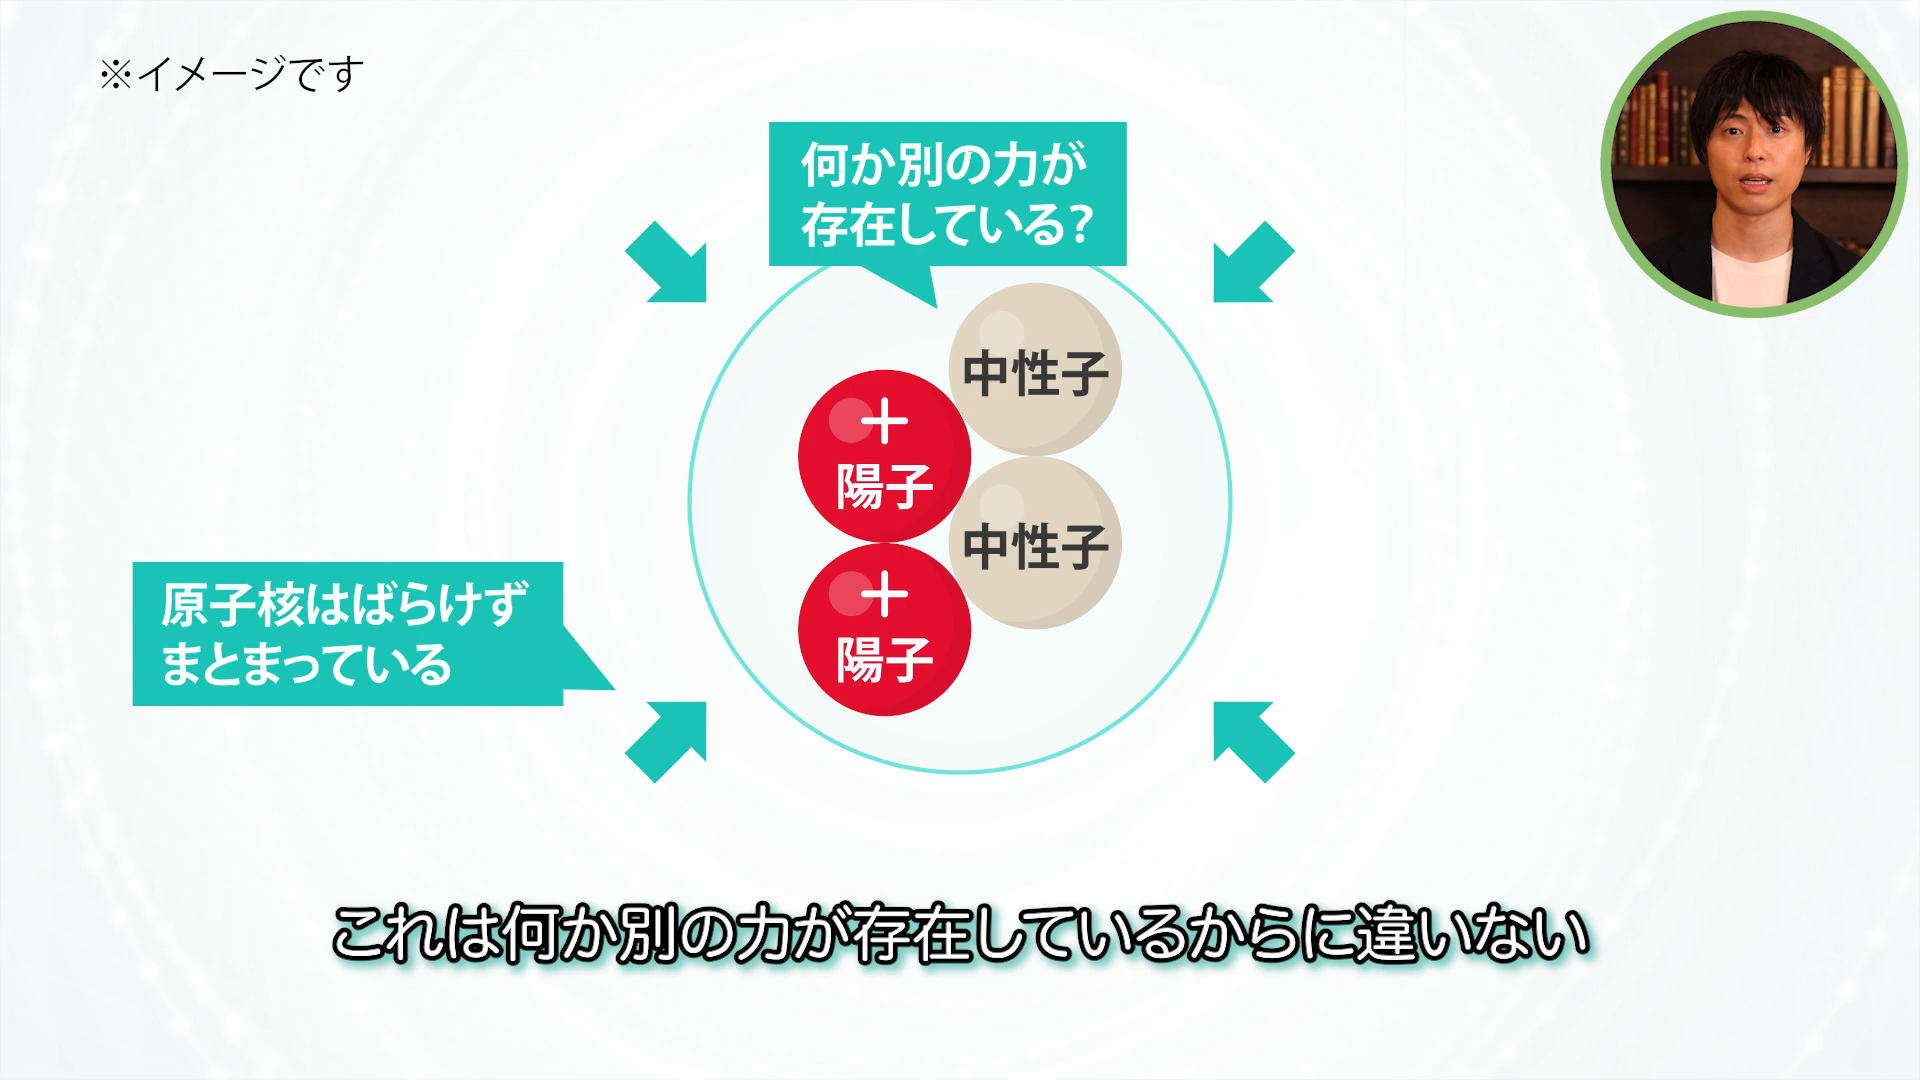 ※イメージです
何か別の力が
存在している?
中性子
+
陽子
中性子
+
陽子
原子核はばらけず
まとまっている
これは何か別の力が存在しているからに違いない